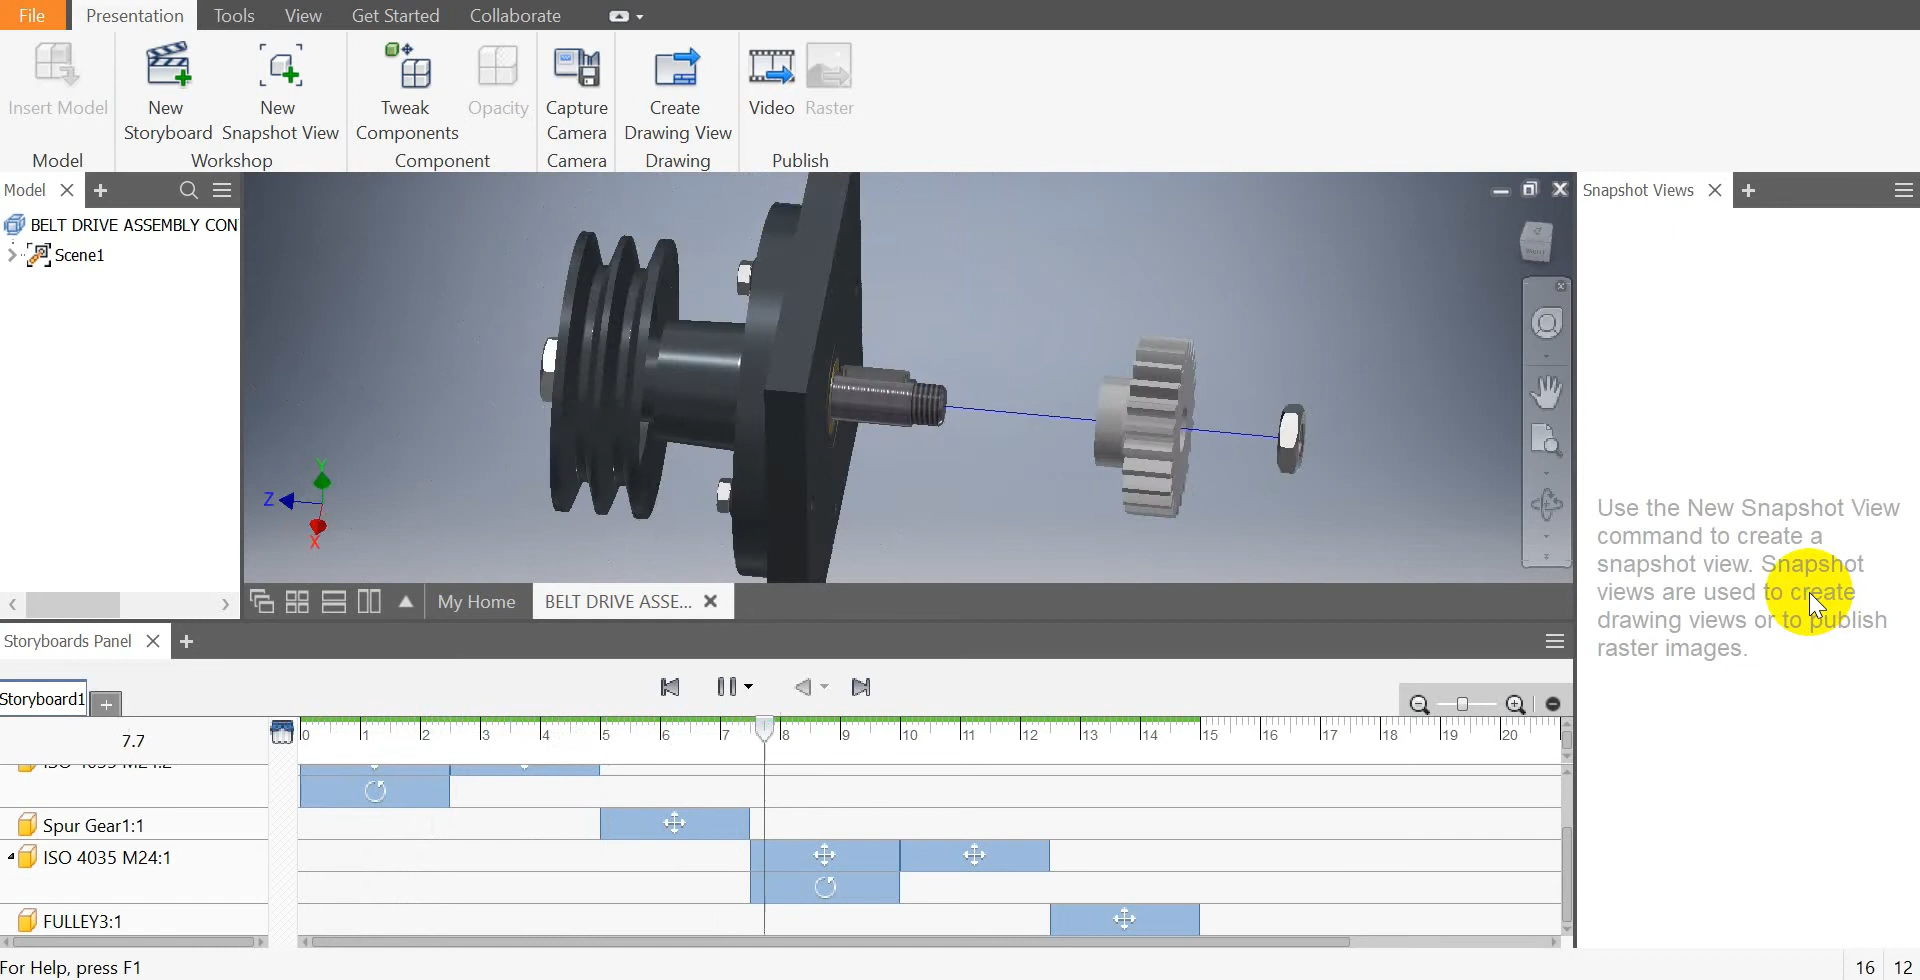 File Presentation Tools View Get Started Collaborate
Insert Model
New Storyboard
New Snapshot View
Tweak Components
Opacity
Capture Camera
Create Drawing View
Video
Raster
Model Workshop Component Camera Drawing Publish
Model
Snapshot Views
BELT DRIVE ASSEMBLY CON
Scene1
Y
Z
X
Use the New Snapshot View
command to create a
snapshot view. Snapshot
views are used to create
drawing views or to publish
raster images.
My Home BELT DRIVE ASSE...
Storyboards Panel
Storyboard1
7.7
0 1 2 3 4 5 6 7 8 9 10 11 12 13 14 15 16 17 18 19 20
Spur Gear1:1
ISO 4035 M24:1
FULLEY3:1
For Help, press F1
16 12